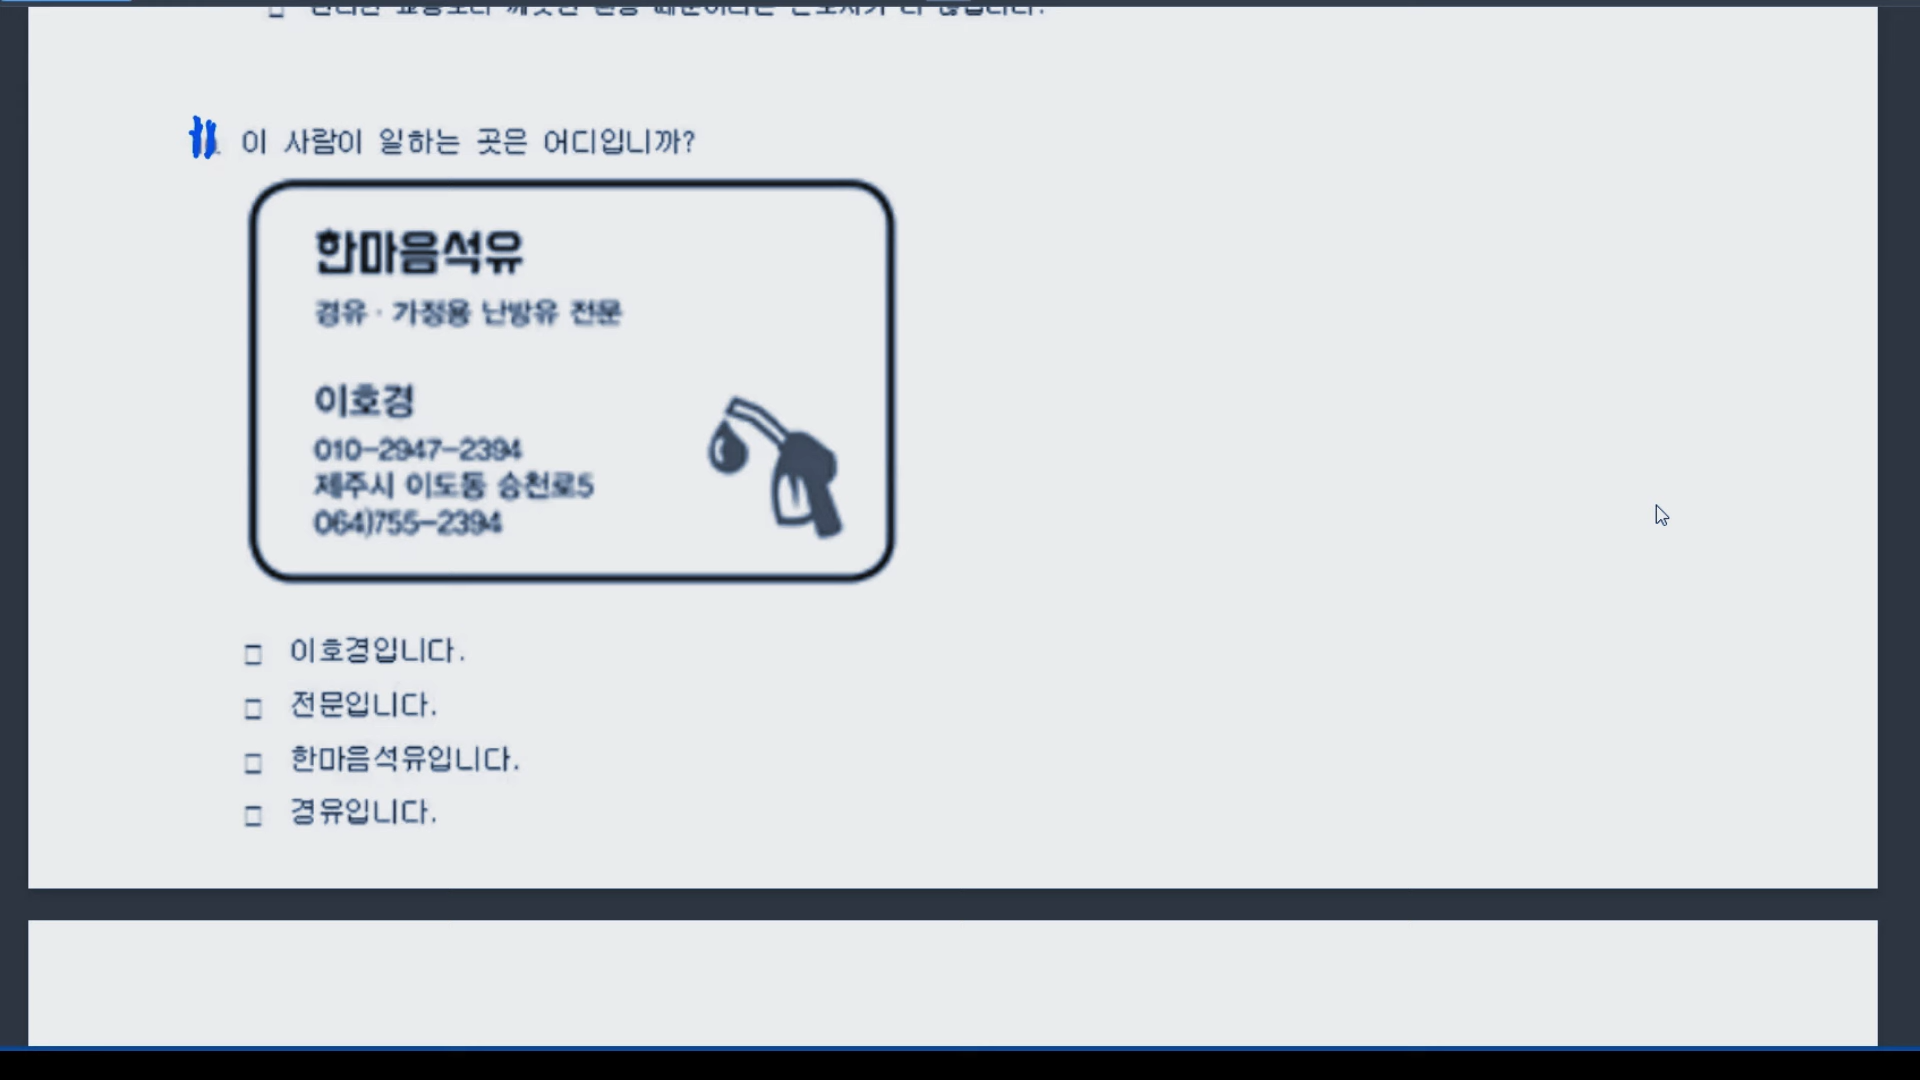 11. 이 사람이 일하는 곳은 어디입니까?
한마음석유
경유 · 가정용 난방유 전문
이호경
010-2947-2394
제주시 이도동 승천로5
064)755-2394
□ 이호경입니다.
□ 전문입니다.
□ 한마음석유입니다.
□ 경유입니다.